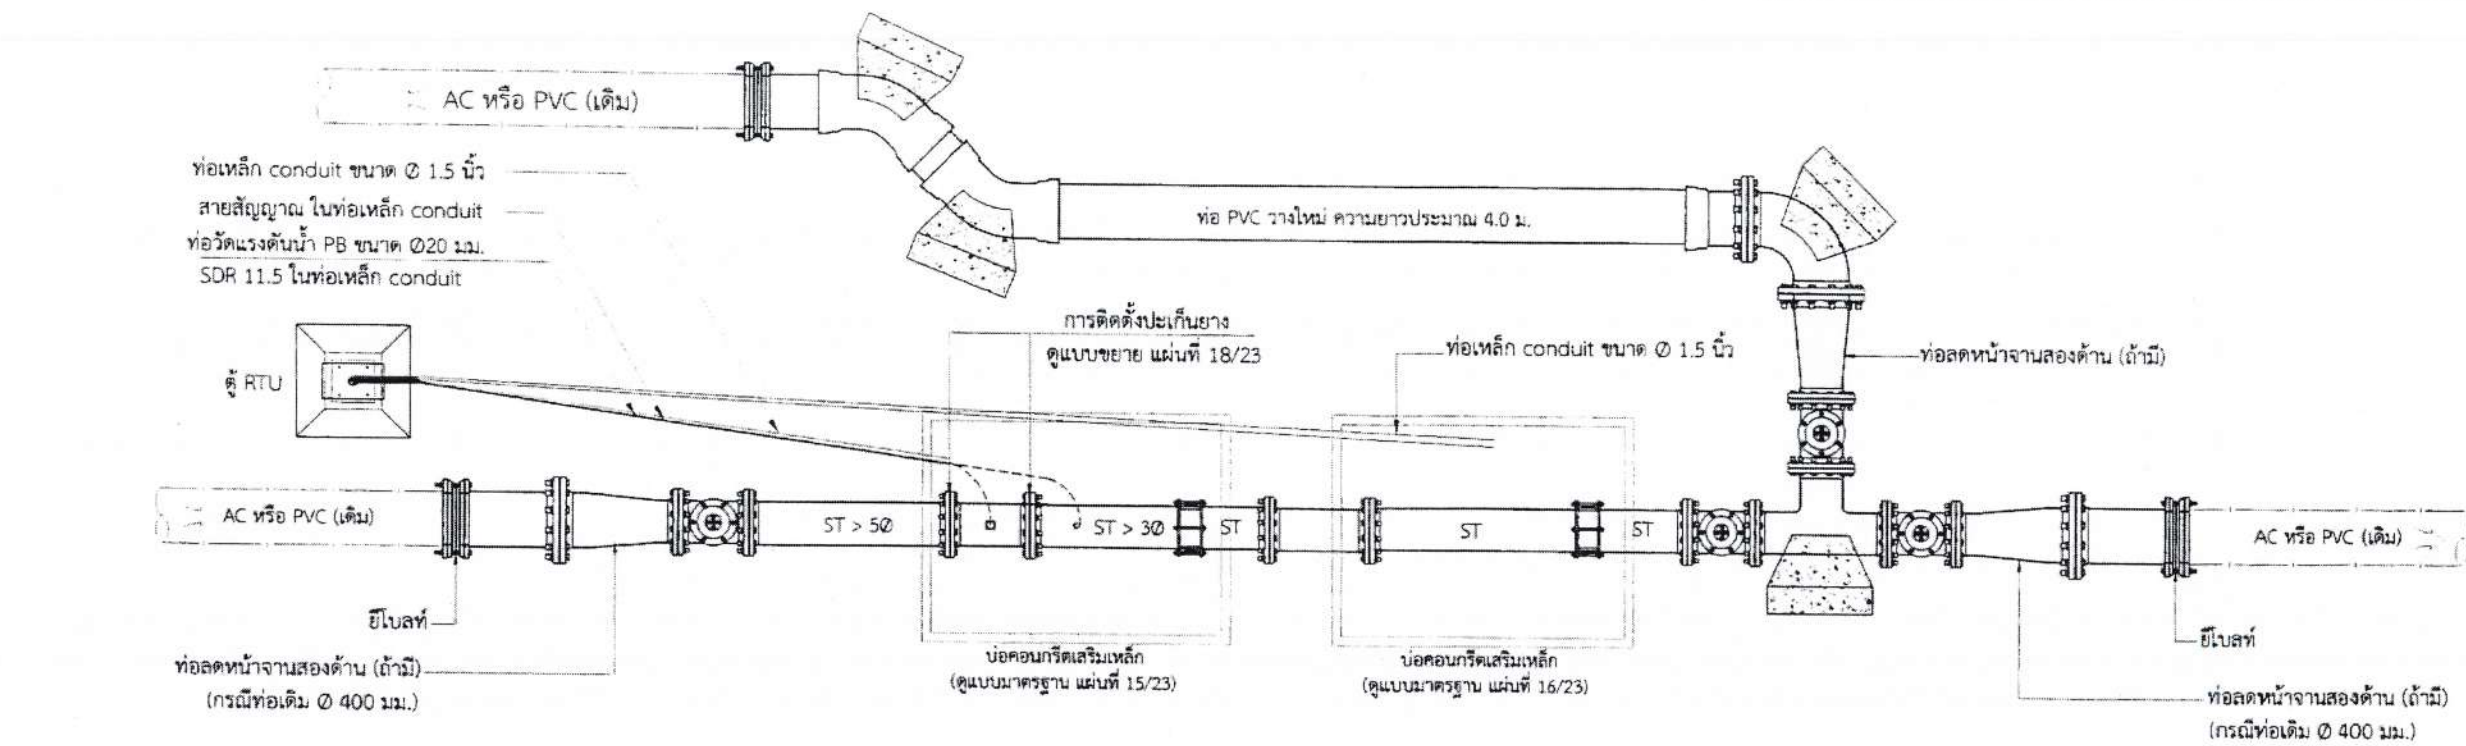 AC หรือ PVC (เดิม)
ท่อเหล็ก conduit ขนาด Ø 1.5 นิ้ว
สายสัญญาณ ในท่อเหล็ก conduit
ท่อวัดแรงดันน้ำ PB ขนาด Ø20 มม.
SDR 11.5 ในท่อเหล็ก conduit
ท่อ PVC วางใหม่ ความยาวประมาณ 4.0 ม.
การติดตั้งปะเก็นยาง
ดูแบบขยาย แผ่นที่ 18/23
ท่อเหล็ก conduit ขนาด Ø 1.5 นิ้ว
ท่อลดหน้าจานสองด้าน (ถ้ามี)
ตู้ RTU
AC หรือ PVC (เดิม)
ST > 5Ø
ST > 3Ø
ST
ST
ST
AC หรือ PVC (เดิม)
ยีโบลท์
ท่อลดหน้าจานสองด้าน (ถ้ามี)
(กรณีท่อเดิม Ø 400 มม.)
บ่อคอนกรีตเสริมเหล็ก
(ดูแบบมาตรฐาน แผ่นที่ 15/23)
บ่อคอนกรีตเสริมเหล็ก
(ดูแบบมาตรฐาน แผ่นที่ 16/23)
ยีโบลท์
ท่อลดหน้าจานสองด้าน (ถ้ามี)
(กรณีท่อเดิม Ø 400 มม.)